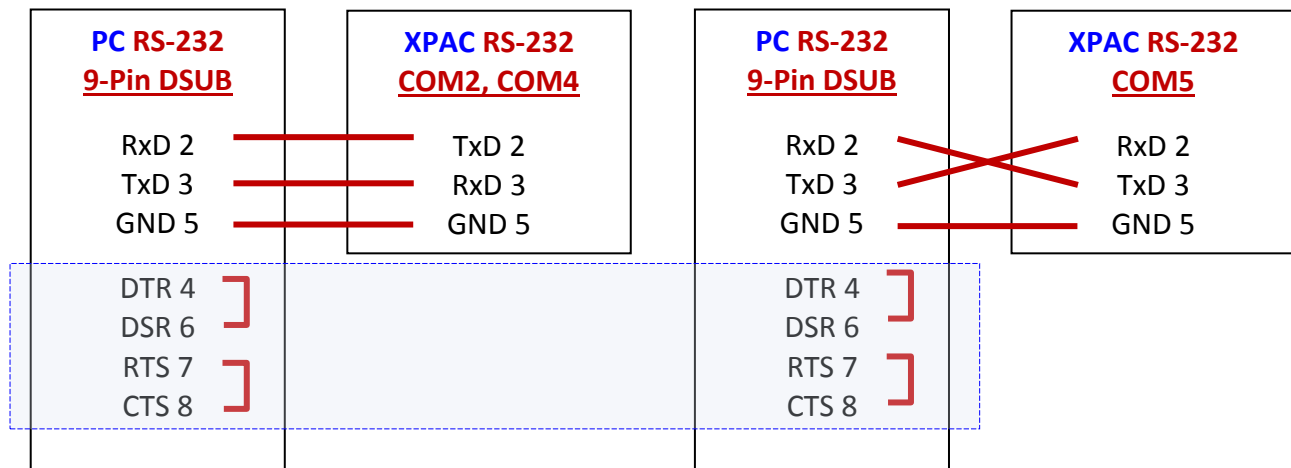 PC RS-232
9-Pin DSUB
RxD 2
TxD 3
GND 5
DTR 4
DSR 6
RTS 7
CTS 8
XPAC RS-232
COM2, COM4
TxD 2
RxD 3
GND 5
PC RS-232
9-Pin DSUB
RxD 2
TxD 3
GND 5
DTR 4
DSR 6
RTS 7
CTS 8
XPAC RS-232
COM5
RxD 2
TxD 3
GND 5